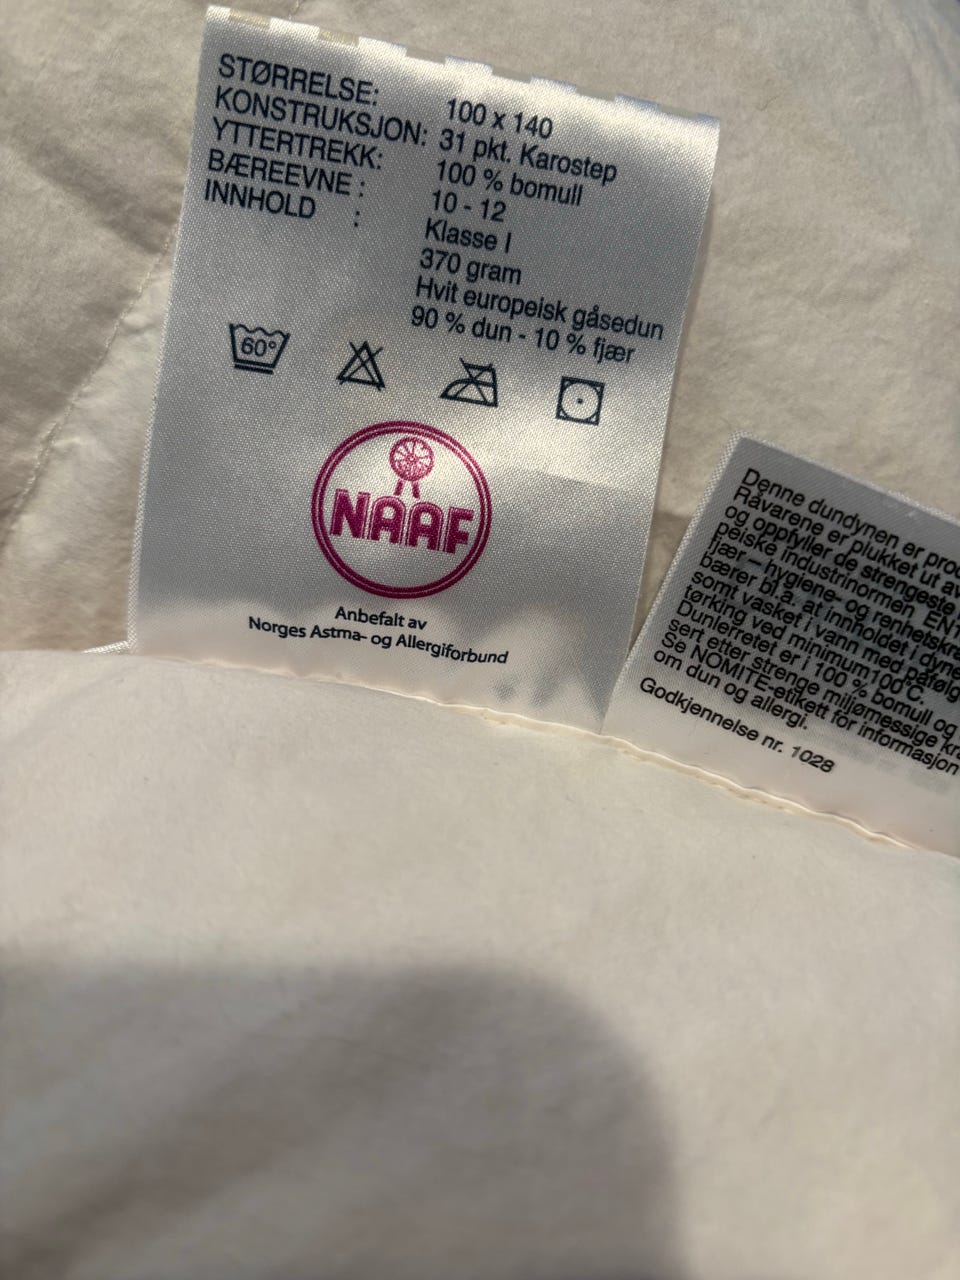 STØRRELSE: 100 x 140
KONSTRUKSJON: 31 pkt. Karostep
YTTERTREKK: 100 % bomull
BÆREEVNE : 10 - 12
INNHOLD : Klasse I
370 gram
Hvit europeisk gåsedun
90 % dun - 10 % fjær
60°
NAAF
Anbefalt av
Norges Astma- og Allergiforbund
Denne dundynen er
Råvarene er plukket ut av
og oppfyller de strengeste
peiske industrinormen
fjær – hygiene- og renhetskra
bærer bl.a. at innholdet i dyne
somt vasket i vann med påfølg
tørking ved minimum 100°C.
Dunlerretet er i 100 % bomull og
sert etter strenge miljømessige kra
Se NOMITE-etikett for informasjon
om dun og allergi.
Godkjennelse nr. 1028